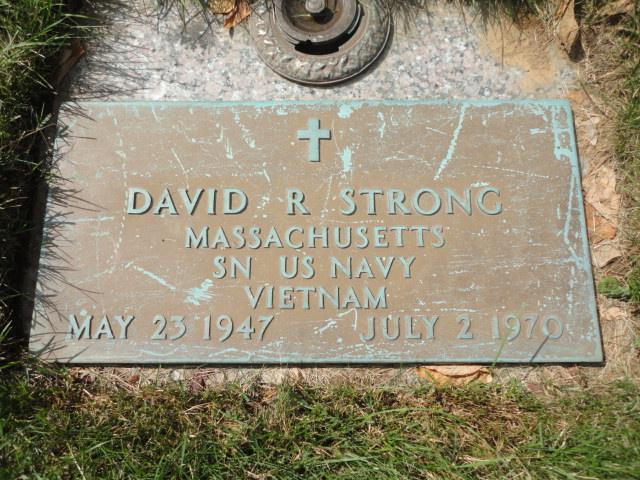 DAVID R STRONG
MASSACHUSETTS
SN US NAVY
VIETNAM
MAY 23 1947 JULY 2 1970